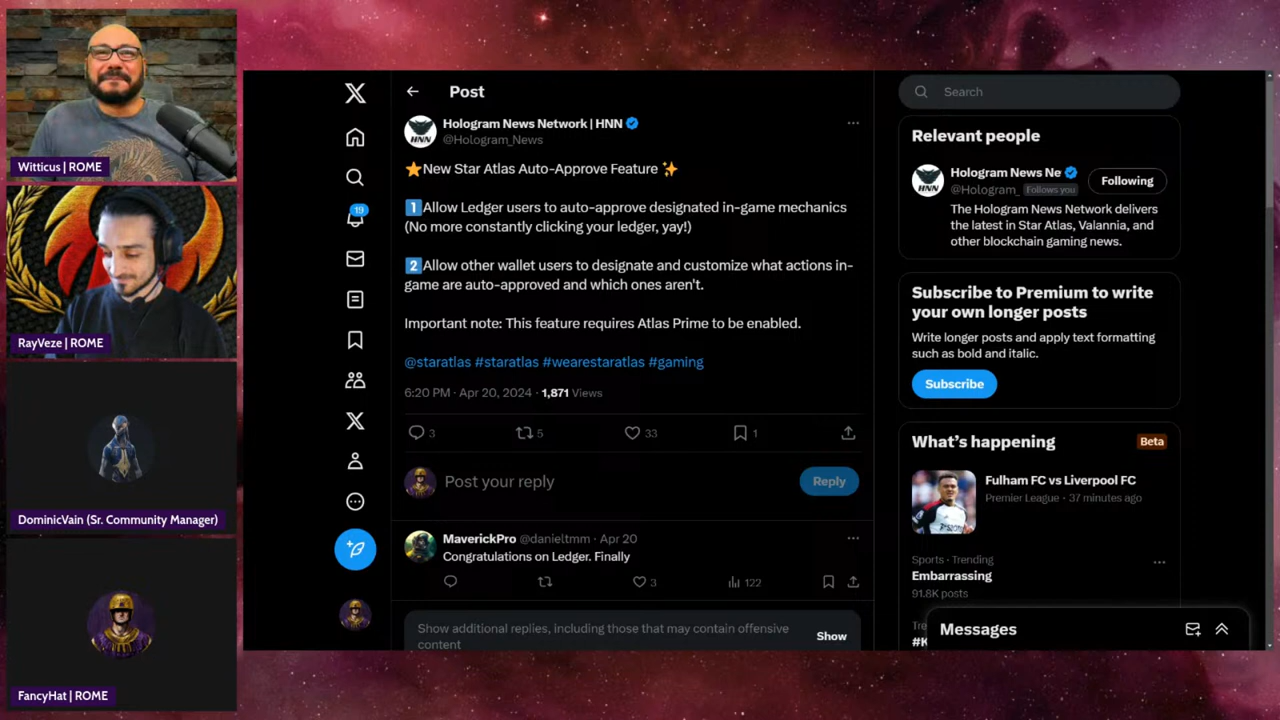 Witticus | ROME
RayVeze | ROME
DominicVain (Sr. Community Manager)
FancyHat | ROME
19
Post
HNN
Hologram News Network | HNN
@Hologram_News
⭐New Star Atlas Auto-Approve Feature ✨
1️⃣Allow Ledger users to auto-approve designated in-game mechanics
(No more constantly clicking your ledger, yay!)
2️⃣Allow other wallet users to designate and customize what actions in-
game are auto-approved and which ones aren't.
Important note: This feature requires Atlas Prime to be enabled.
@staratlas #staratlas #wearestaratlas #gaming
6:20 PM · Apr 20, 2024 · 1,871 Views
3 5 33 1
Post your reply
Reply
MaverickPro @danieltmm · Apr 20
Congratulations on Ledger. Finally
3 122
Show additional replies, including those that may contain offensive
content
Show
Search
Relevant people
HNN
Hologram News Ne
@Hologram_ Follows you
Following
The Hologram News Network delivers
the latest in Star Atlas, Valannia, and
other blockchain gaming news.
Subscribe to Premium to write
your own longer posts
Write longer posts and apply text formatting
such as bold and italic.
Subscribe
What's happening
Beta
Fulham FC vs Liverpool FC
Premier League · 37 minutes ago
Sports · Trending
Embarrassing
91.8K posts
Tre
#K
Messages